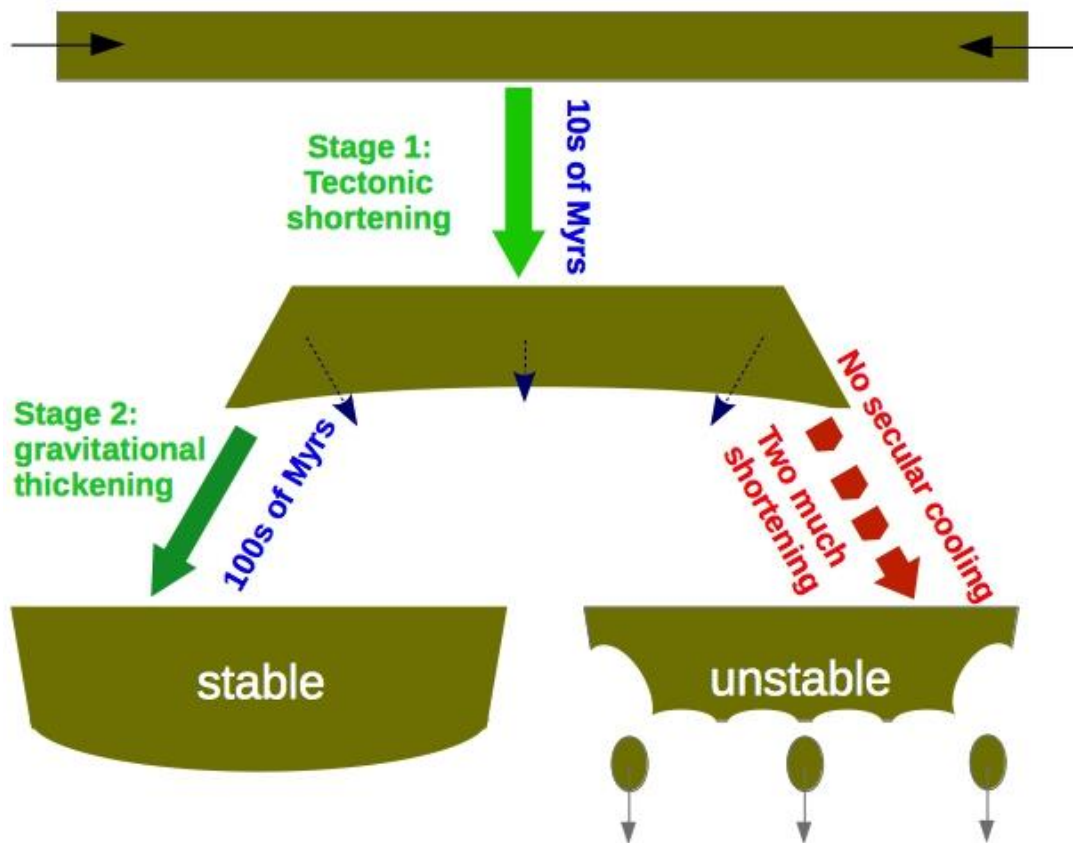 Stage 1:
Tectonic
shortening
10s of Myrs
Stage 2:
gravitational
thickening
100s of Myrs
No secular cooling
Two much
shortening
stable
unstable